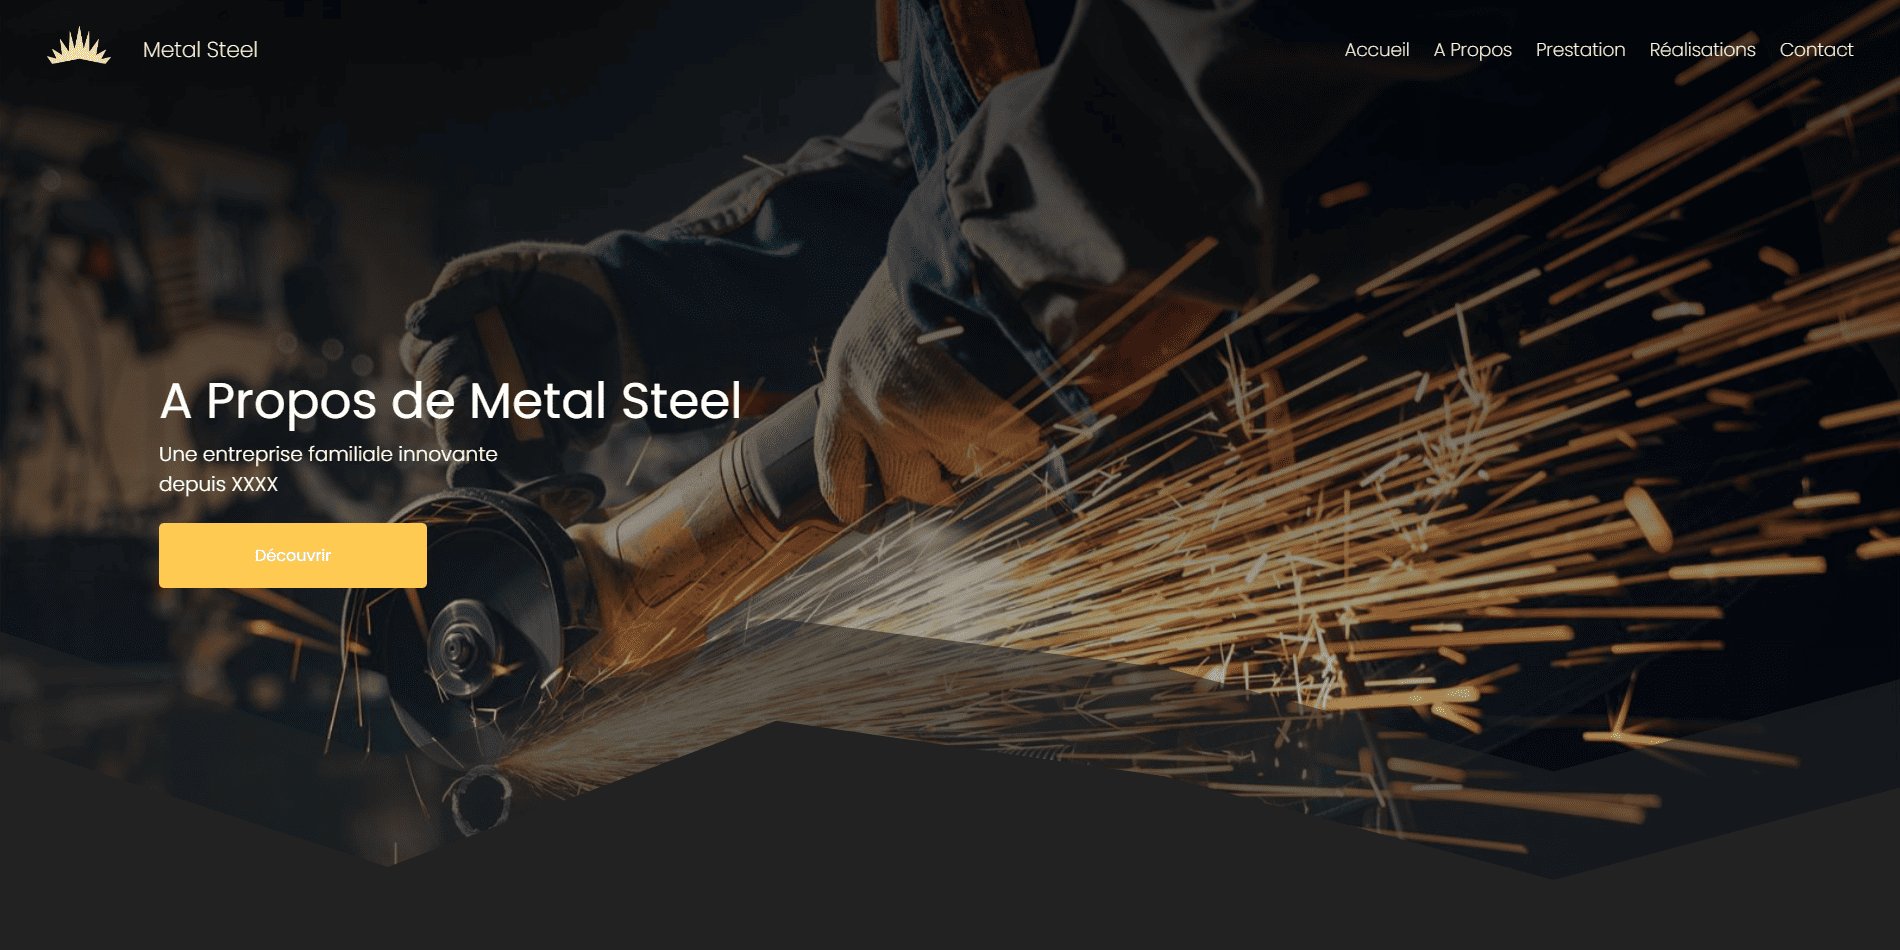 Metal Steel
Accueil A Propos Prestation Réalisations Contact
A Propos de Metal Steel
Une entreprise familiale innovante
depuis XXXX
Découvrir